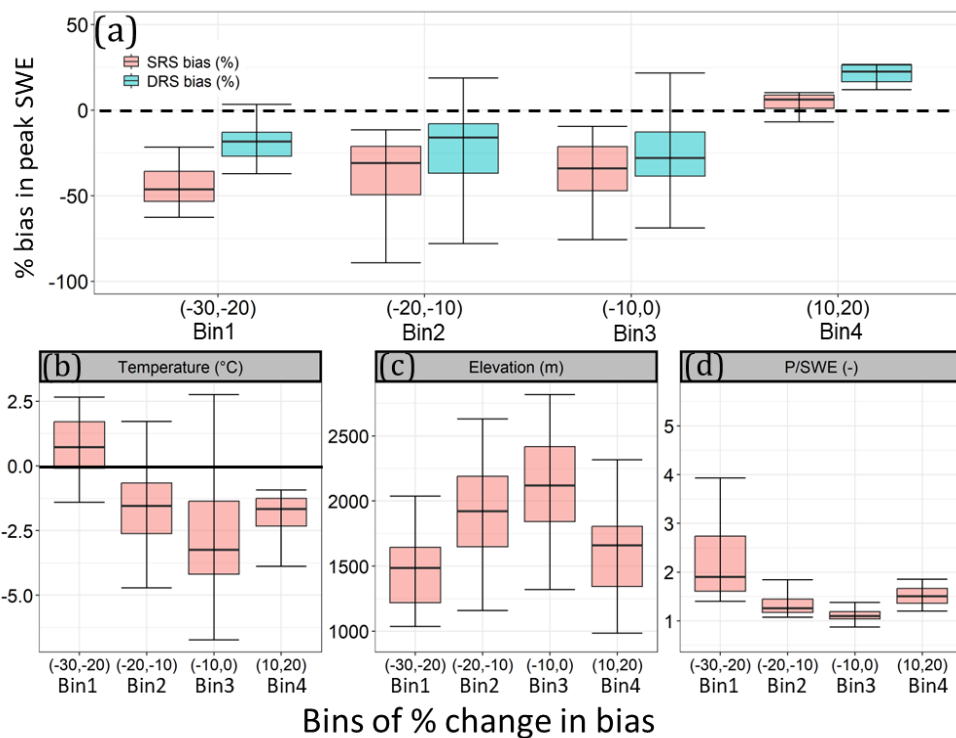 (a)
SRS bias (%)
DRS bias (%)
% bias in peak SWE
50
0
-50
-100
(-30,-20) (-20,-10) (-10,0) (10,20)
Bin1 Bin2 Bin3 Bin4
(b) Temperature (°C)
2.5
0.0
-2.5
-5.0
(-30,-20) (-20,-10) (-10,0) (10,20)
Bin1 Bin2 Bin3 Bin4
(c) Elevation (m)
2500
2000
1500
1000
(-30,-20) (-20,-10) (-10,0) (10,20)
Bin1 Bin2 Bin3 Bin4
(d) P/SWE (-)
5
4
3
2
1
(-30,-20) (-20,-10) (-10,0) (10,20)
Bin1 Bin2 Bin3 Bin4
Bins of % change in bias